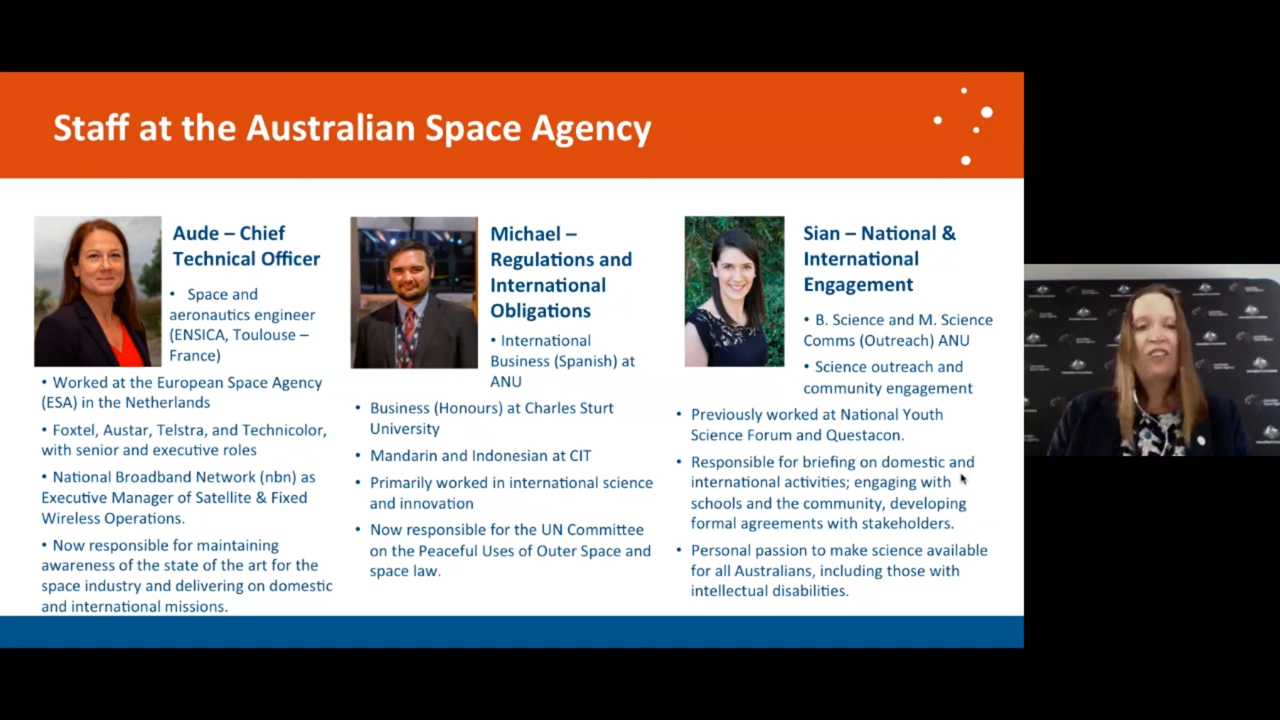 Staff at the Australian Space Agency
Aude – Chief
Technical Officer
• Space and
aeronautics engineer
(ENSICA, Toulouse –
France)
• Worked at the European Space Agency
(ESA) in the Netherlands
• Foxtel, Austar, Telstra, and Technicolor,
with senior and executive roles
• National Broadband Network (nbn) as
Executive Manager of Satellite & Fixed
Wireless Operations.
• Now responsible for maintaining
awareness of the state of the art for the
space industry and delivering on domestic
and international missions.
Michael –
Regulations and
International
Obligations
• International
Business (Spanish) at
ANU
• Business (Honours) at Charles Sturt
University
• Mandarin and Indonesian at CIT
• Primarily worked in international science
and innovation
• Now responsible for the UN Committee
on the Peaceful Uses of Outer Space and
space law.
Sian – National &
International
Engagement
• B. Science and M. Science
Comms (Outreach) ANU
• Science outreach and
community engagement
• Previously worked at National Youth
Science Forum and Questacon.
• Responsible for briefing on domestic and
international activities; engaging with
schools and the community, developing
formal agreements with stakeholders.
• Personal passion to make science available
for all Australians, including those with
intellectual disabilities.